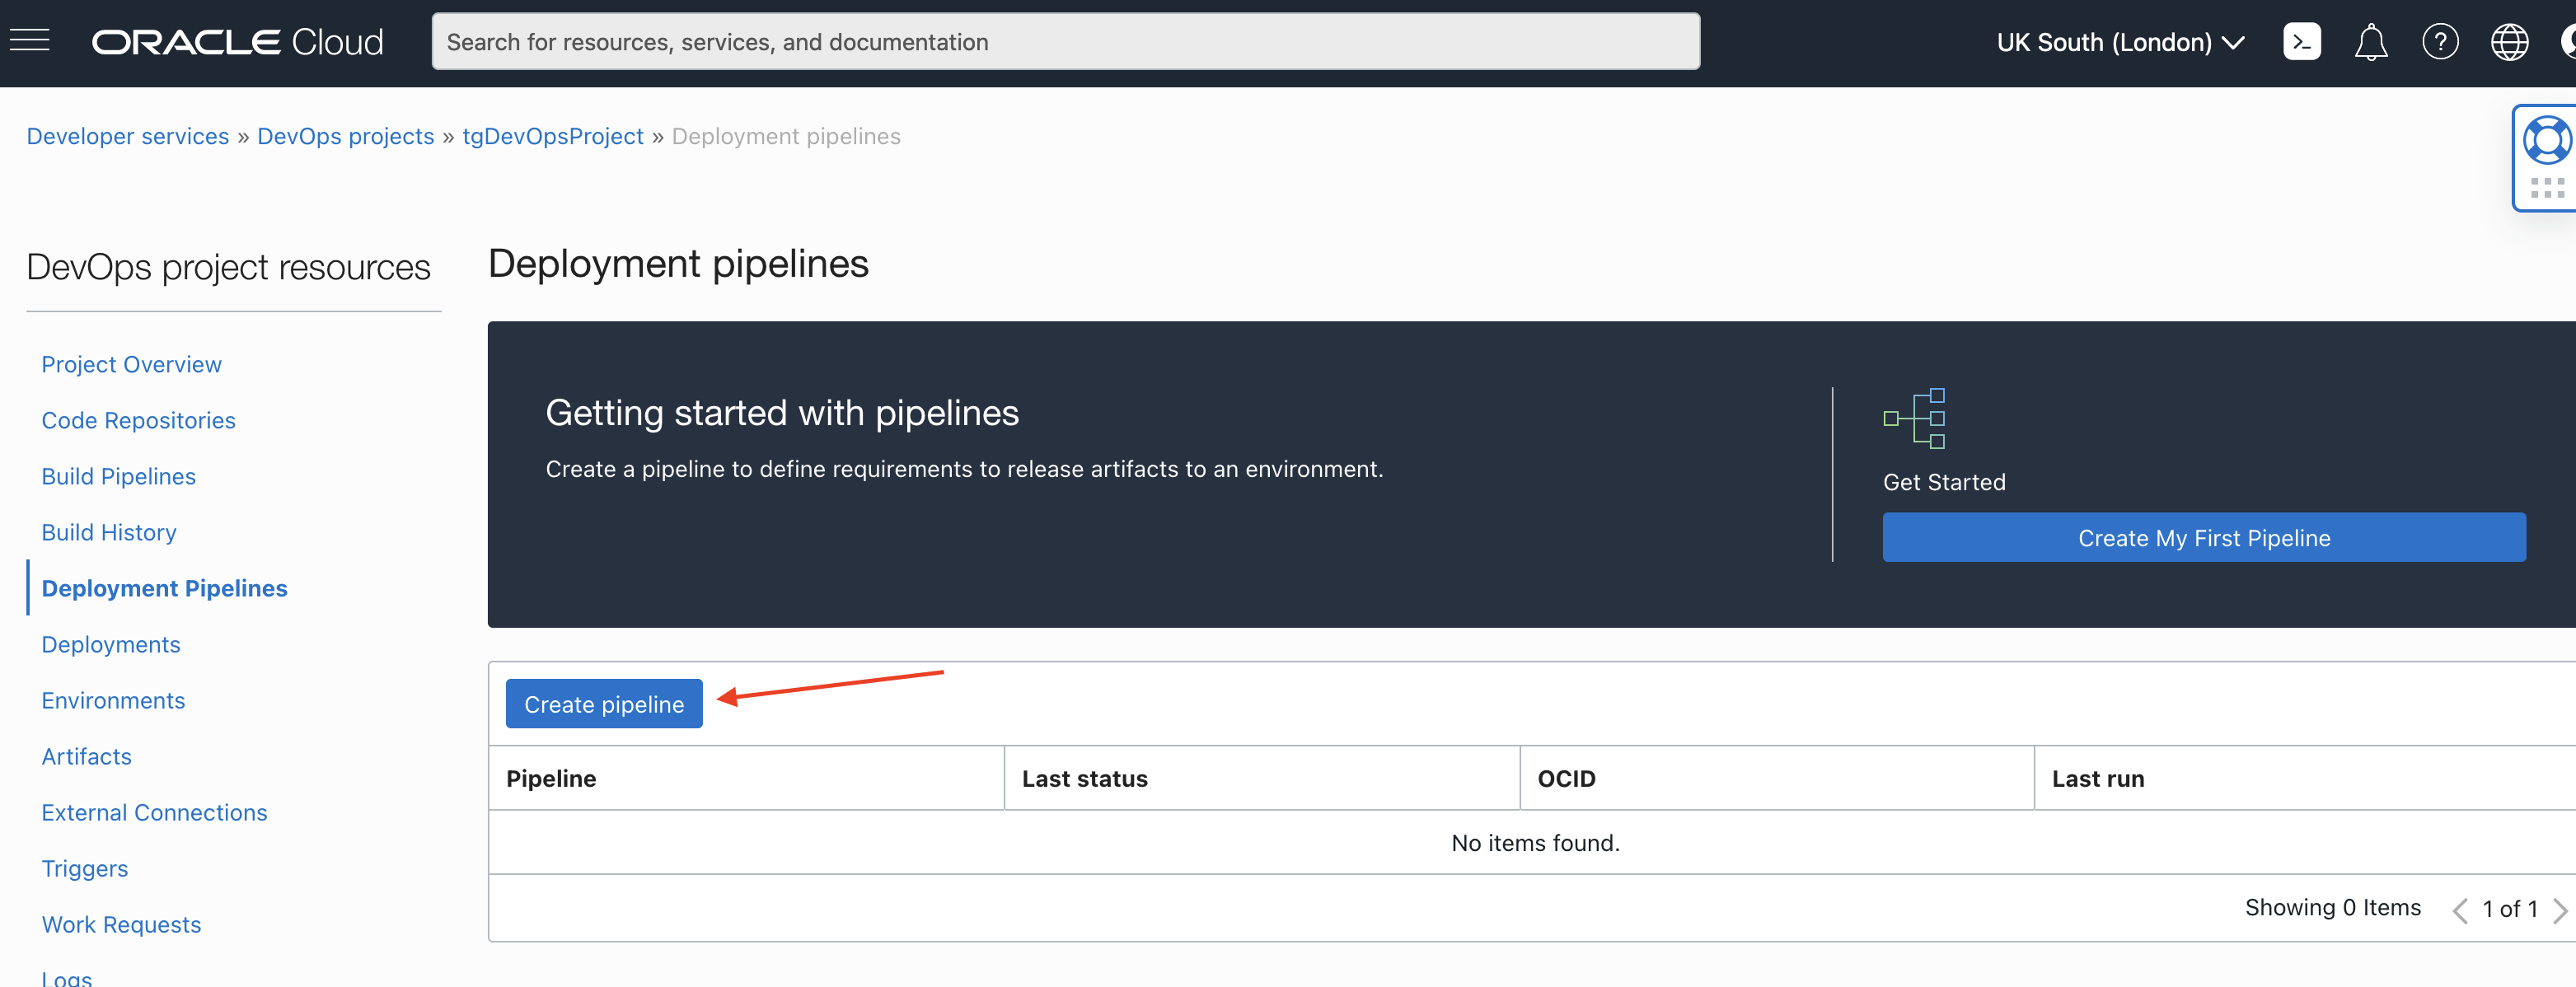 ORACLE Cloud
Search for resources, services, and documentation
UK South (London)
Developer services » DevOps projects » tgDevOpsProject » Deployment pipelines
DevOps project resources
Project Overview
Code Repositories
Build Pipelines
Build History
Deployment Pipelines
Deployments
Environments
Artifacts
External Connections
Triggers
Work Requests
Logs
Deployment pipelines
Getting started with pipelines
Create a pipeline to define requirements to release artifacts to an environment.
Get Started
Create My First Pipeline
Create pipeline
Pipeline Last status OCID Last run
No items found.
Showing 0 Items 1 of 1